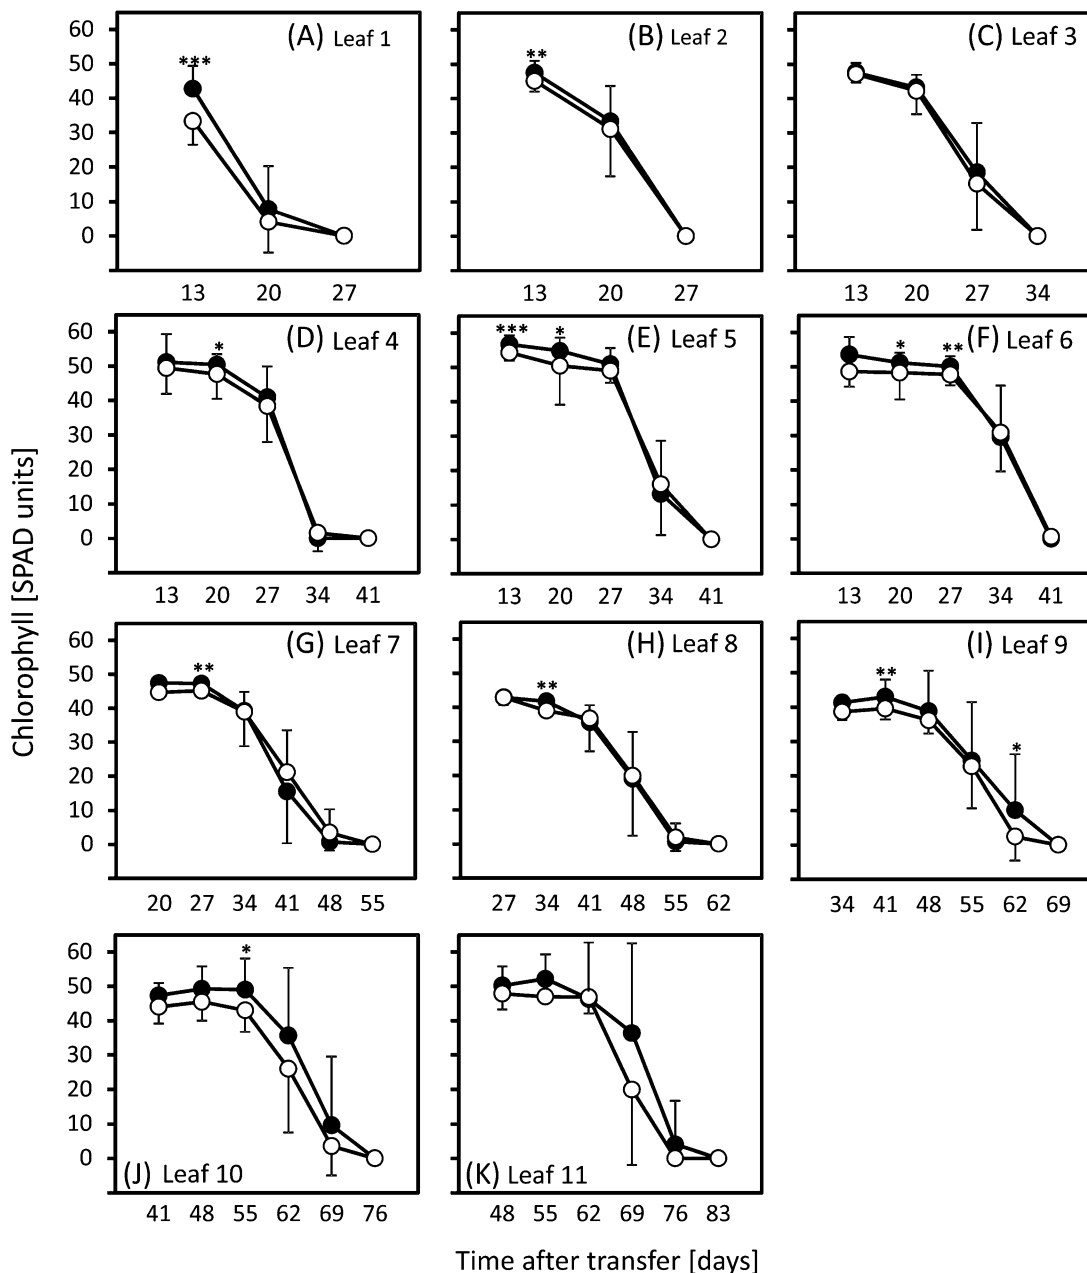 (A) Leaf 1
(B) Leaf 2
(C) Leaf 3
60
50
40
30
20
10
0
***
**
13 20 27
13 20 27
13 20 27 34
(D) Leaf 4
(E) Leaf 5
(F) Leaf 6
60
50
40
30
20
10
0
*
***
*
*
**
13 20 27 34 41
13 20 27 34 41
13 20 27 34 41
Chlorophyll [SPAD units]
(G) Leaf 7
(H) Leaf 8
(I) Leaf 9
60
50
40
30
20
10
0
**
**
**
*
20 27 34 41 48 55
27 34 41 48 55 62
34 41 48 55 62 69
60
50
40
30
20
10
0
*
(J) Leaf 10
(K) Leaf 11
41 48 55 62 69 76
48 55 62 69 76 83
Time after transfer [days]